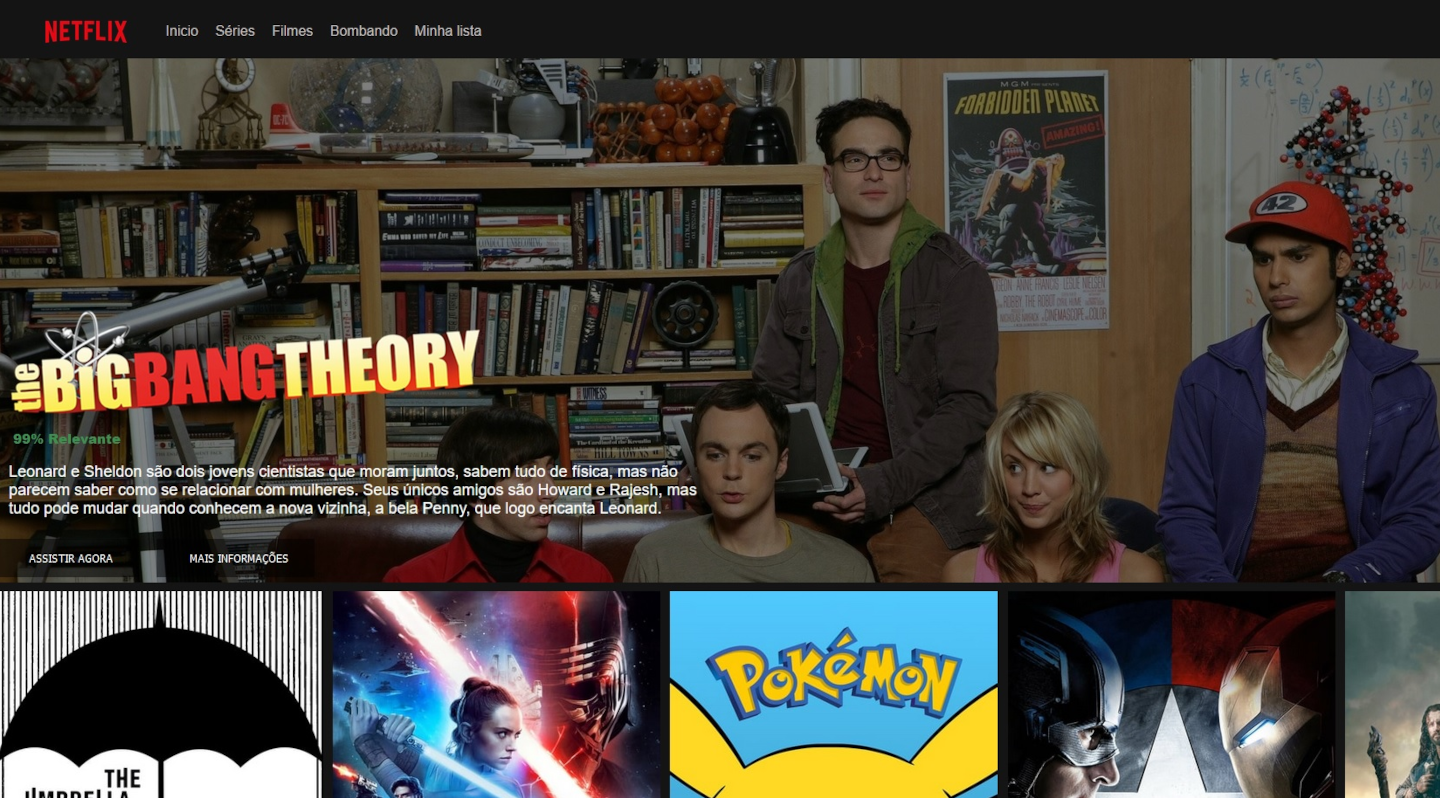 NETFLIX Inicio Séries Filmes Bombando Minha lista
MGM
FORBIDDEN PLANET
AMAZING!
42
the BIG BANG THEORY
99% Relevante
Leonard e Sheldon são dois jovens cientistas que moram juntos, sabem tudo de física, mas não
parecem saber como se relacionar com mulheres. Seus únicos amigos são Howard e Rajesh, mas
tudo pode mudar quando conhecem a nova vizinha, a bela Penny, que logo encanta Leonard.
ASSISTIR AGORA MAIS INFORMAÇÕES
POKÉMON
THE
UMBRELLA